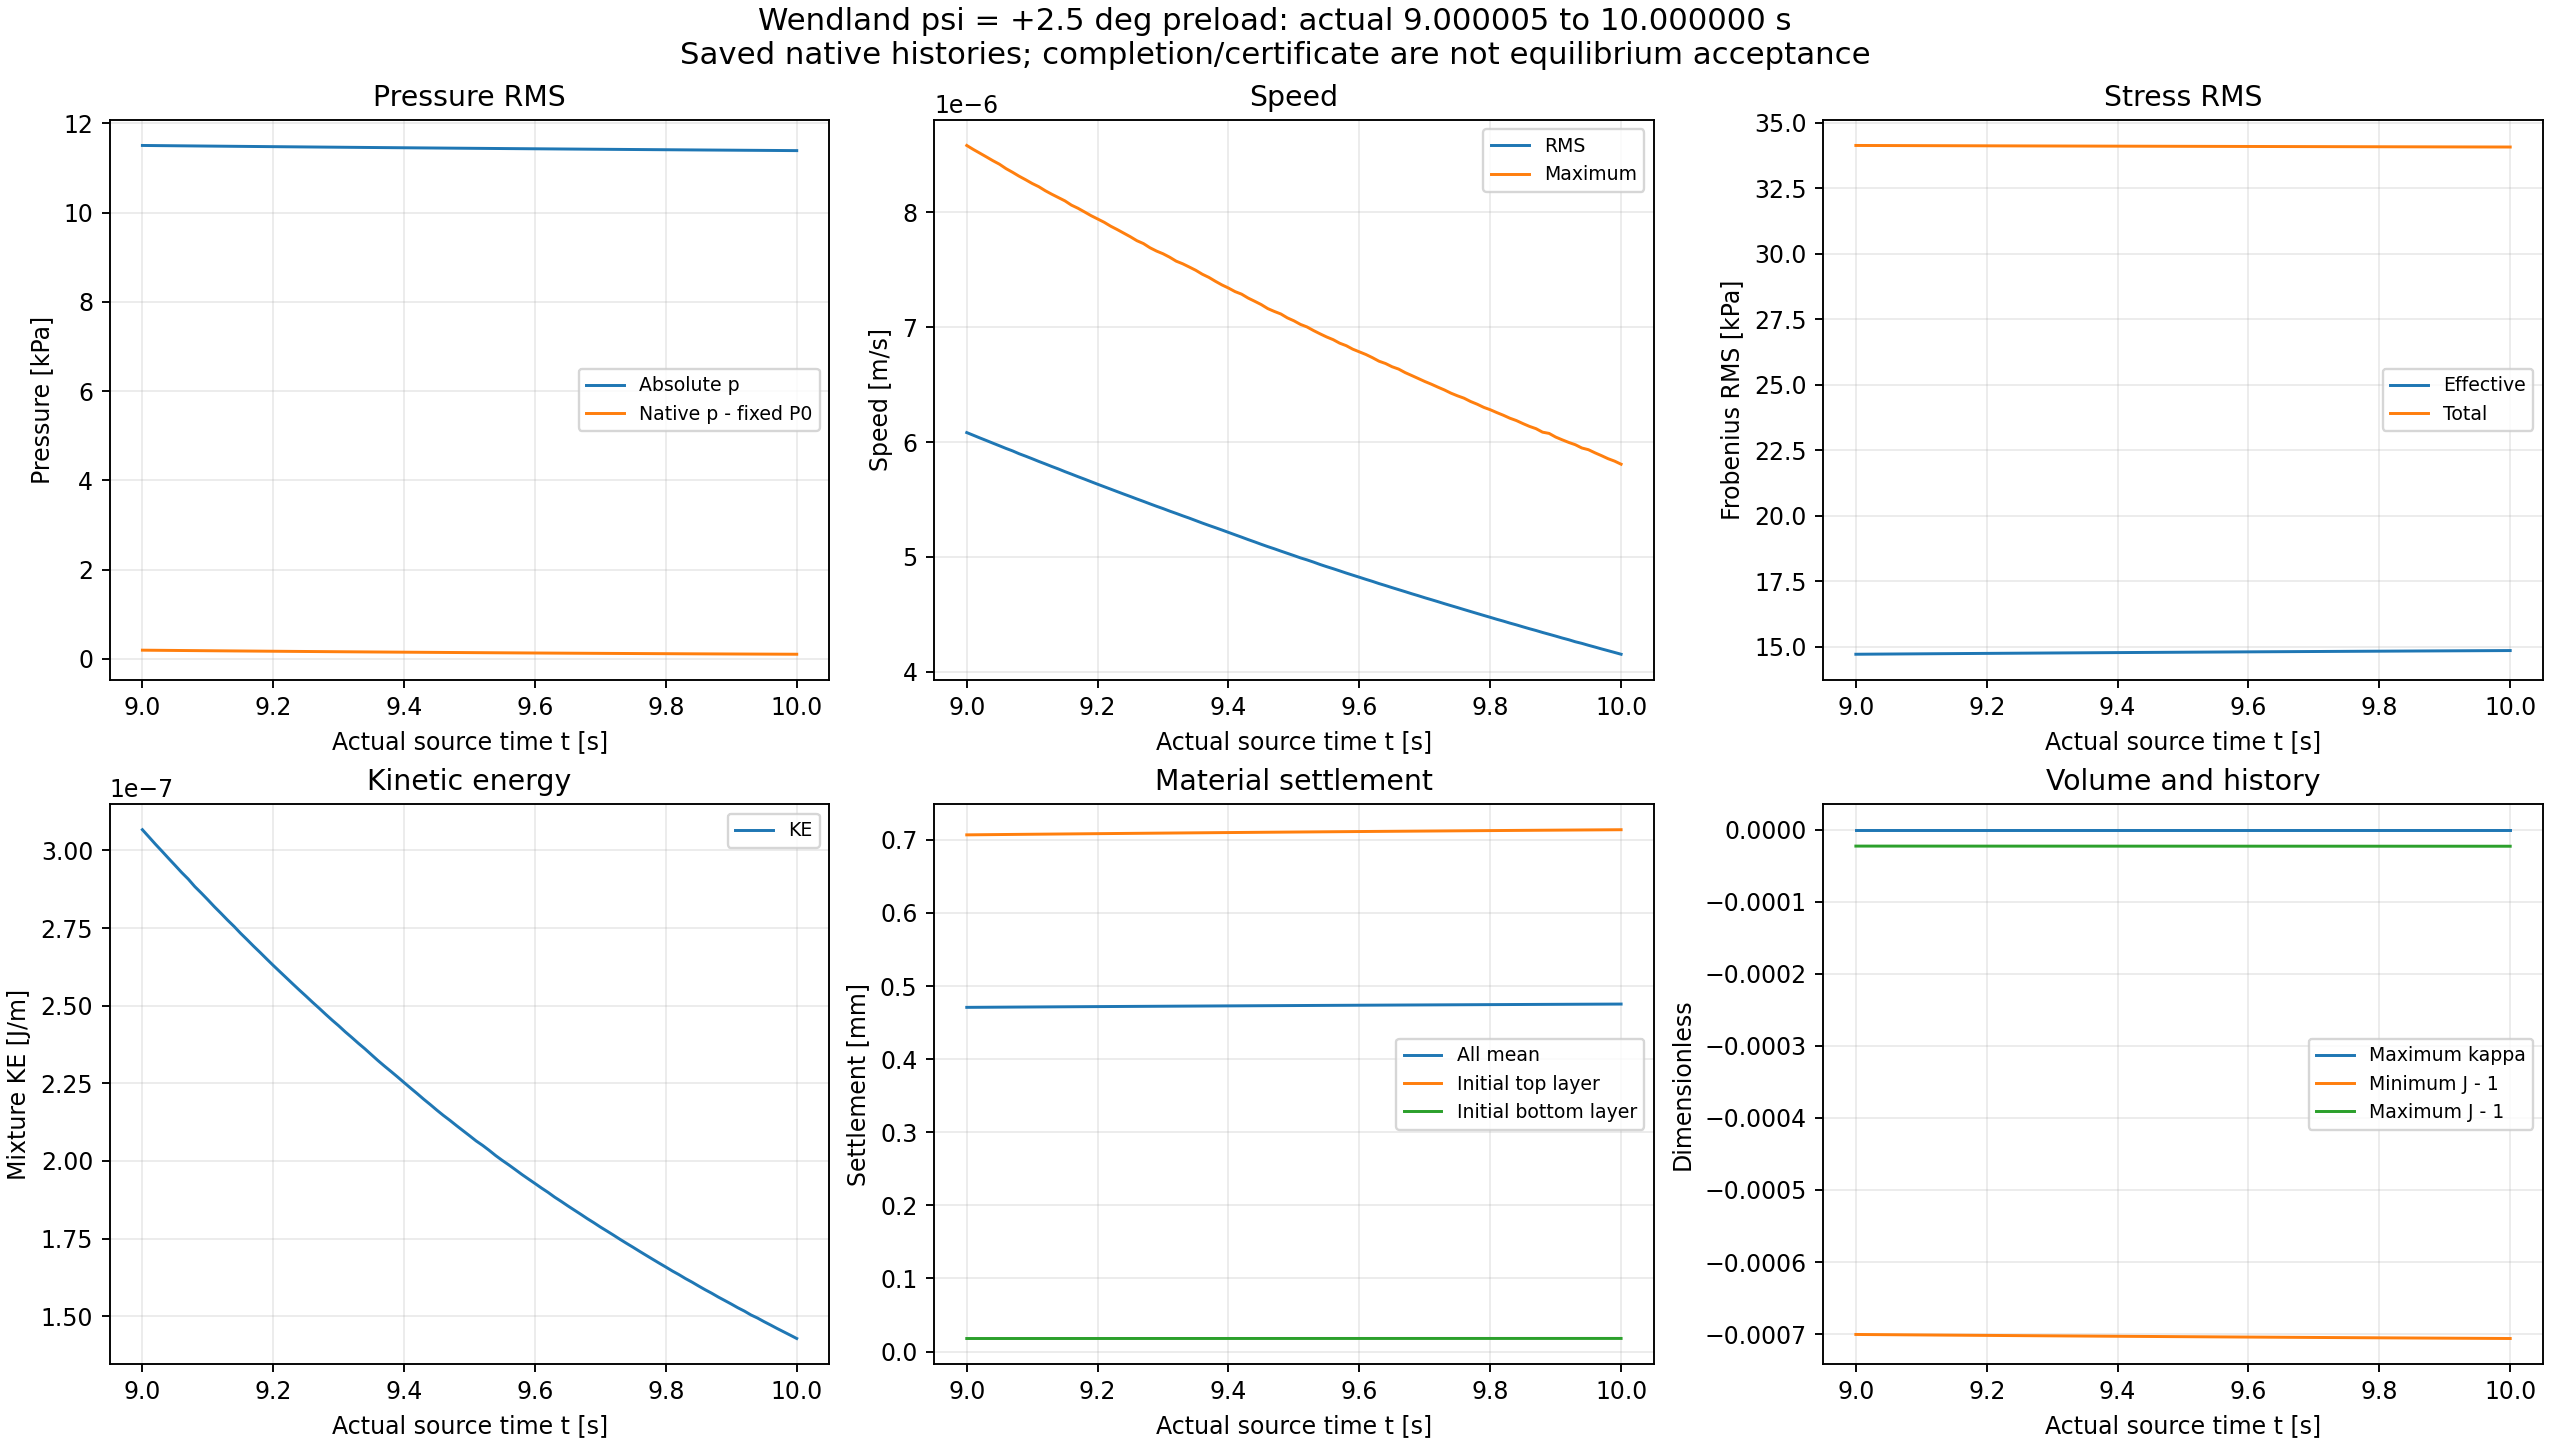 Wendland psi = +2.5 deg preload: actual 9.000005 to 10.000000 s
Saved native histories; completion/certificate are not equilibrium acceptance
Pressure RMS
12
10
8
6
4
2
0
Pressure [kPa]
Absolute p
Native p - fixed P0
9.0 9.2 9.4 9.6 9.8 10.0
Actual source time t [s]
Speed
1e−6
8
7
6
5
4
Speed [m/s]
RMS
Maximum
9.0 9.2 9.4 9.6 9.8 10.0
Actual source time t [s]
Stress RMS
35.0
32.5
30.0
27.5
25.0
22.5
20.0
17.5
15.0
Frobenius RMS [kPa]
Effective
Total
9.0 9.2 9.4 9.6 9.8 10.0
Actual source time t [s]
Kinetic energy
1e−7
3.00
2.75
2.50
2.25
2.00
1.75
1.50
Mixture KE [J/m]
KE
9.0 9.2 9.4 9.6 9.8 10.0
Actual source time t [s]
Material settlement
0.7
0.6
0.5
0.4
0.3
0.2
0.1
0.0
Settlement [mm]
All mean
Initial top layer
Initial bottom layer
9.0 9.2 9.4 9.6 9.8 10.0
Actual source time t [s]
Volume and history
0.0000
−0.0001
−0.0002
−0.0003
−0.0004
−0.0005
−0.0006
−0.0007
Dimensionless
Maximum kappa
Minimum J - 1
Maximum J - 1
9.0 9.2 9.4 9.6 9.8 10.0
Actual source time t [s]